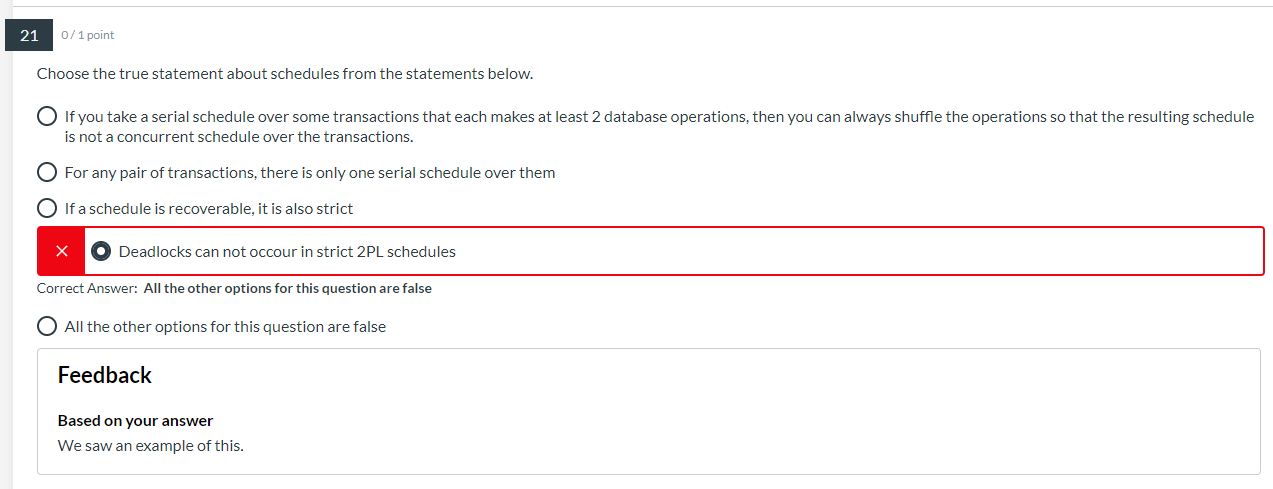 21
0 / 1 point
Choose the true statement about schedules from the statements below.
If you take a serial schedule over some transactions that each makes at least 2 database operations, then you can always shuffle the operations so that the resulting schedule
is not a concurrent schedule over the transactions.
For any pair of transactions, there is only one serial schedule over them
If a schedule is recoverable, it is also strict
Deadlocks can not occour in strict 2PL schedules
Correct Answer: All the other options for this question are false
All the other options for this question are false
Feedback
Based on your answer
We saw an example of this.